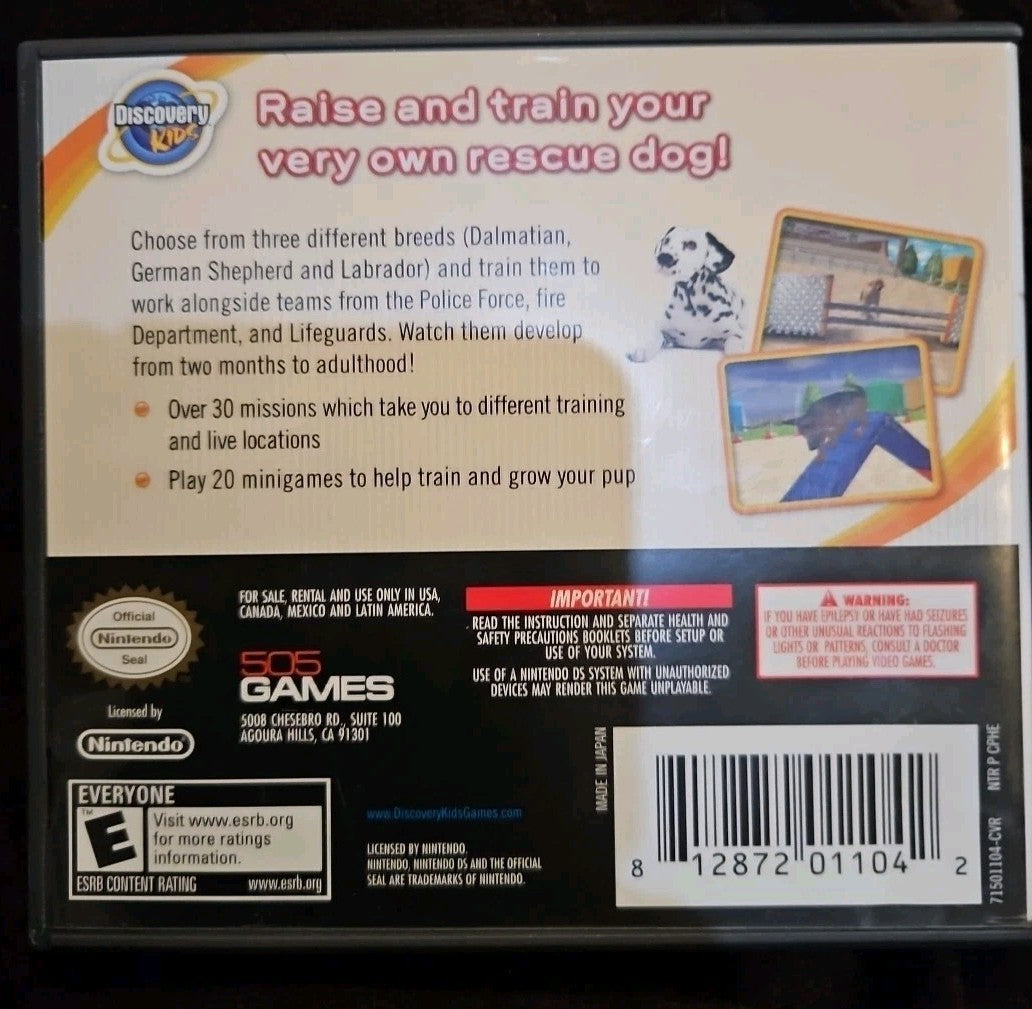 DISCOVERY
KIDS
Raise and train your
very own rescue dog!
Choose from three different breeds (Dalmatian,
German Shepherd and Labrador) and train them to
work alongside teams from the Police Force, fire
Department, and Lifeguards. Watch them develop
from two months to adulthood!
Over 30 missions which take you to different training
and live locations
Play 20 minigames to help train and grow your pup
Official
Nintendo
Seal
Licensed by
Nintendo
FOR SALE, RENTAL AND USE ONLY IN USA,
CANADA, MEXICO AND LATIN AMERICA.
505
GAMES
5008 CHESEBRO RD., SUITE 100
AGOURA HILLS, CA 91301
IMPORTANT!
READ THE INSTRUCTION AND SEPARATE HEALTH AND
SAFETY PRECAUTIONS BOOKLETS BEFORE SETUP OR
USE OF YOUR SYSTEM.
USE OF A NINTENDO DS SYSTEM WITH UNAUTHORIZED
DEVICES MAY RENDER THIS GAME UNPLAYABLE.
WARNING:
IF YOU HAVE EPILEPSY OR HAVE HAD SEIZURES
OR OTHER UNUSUAL REACTIONS TO FLASHING
LIGHTS OR PATTERNS, CONSULT A DOCTOR
BEFORE PLAYING VIDEO GAMES.
EVERYONE
E
TM
Visit www.esrb.org
for more ratings
information.
ESRB CONTENT RATING www.esrb.org
www.DiscoveryKidsGames.com
LICENSED BY NINTENDO.
NINTENDO, NINTENDO DS AND THE OFFICIAL
SEAL ARE TRADEMARKS OF NINTENDO.
MADE IN JAPAN
8 12872 01104 2
71501104-CVR NTR P CPHE